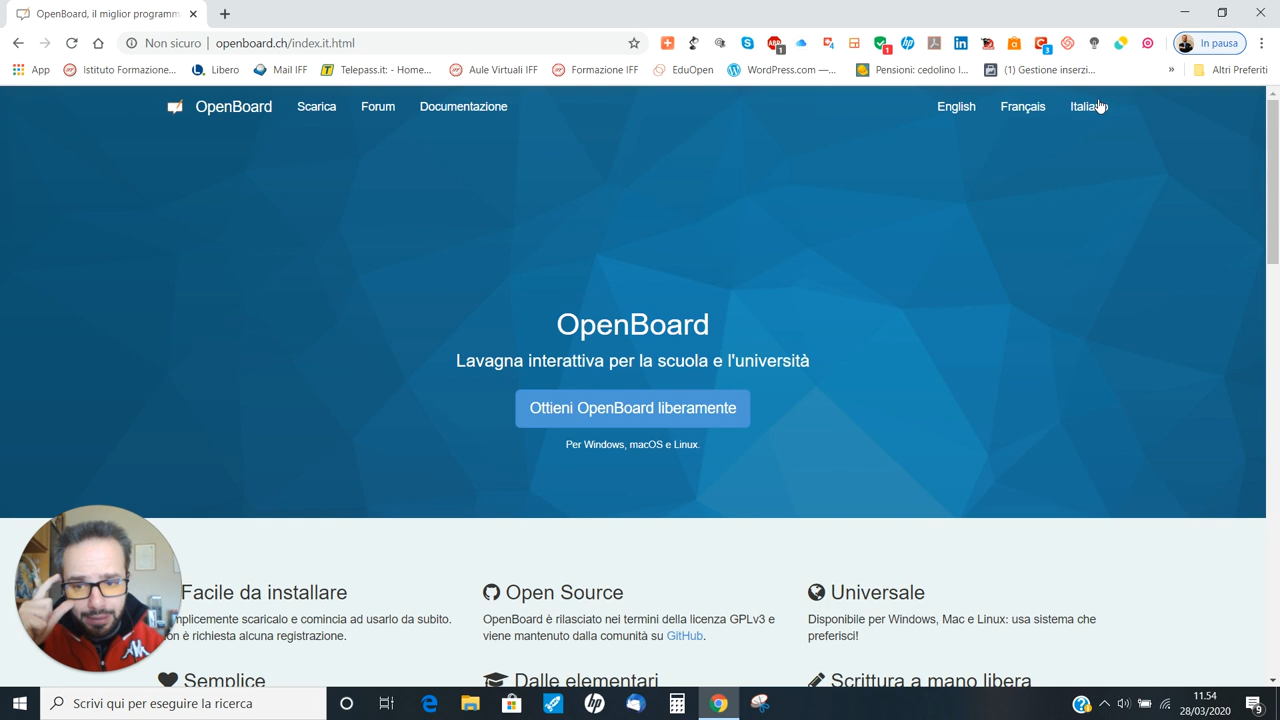 OpenBoard, il miglior programm
Non sicuro | openboard.ch/index.it.html
In pausa
App
Istituto Formazione...
Libero
Mail IFF
Telepass.it: - Home...
Aule Virtuali IFF
Formazione IFF
EduOpen
WordPress.com —...
Pensioni: cedolino l...
(1) Gestione inserzi...
»
Altri Preferiti
OpenBoard
Scarica
Forum
Documentazione
English
Français
Italiano
OpenBoard
Lavagna interattiva per la scuola e l'università
Ottieni OpenBoard liberamente
Per Windows, macOS e Linux.
Facile da installare
mplicemente scaricalo e comincia ad usarlo da subito.
on è richiesta alcuna registrazione.
Open Source
OpenBoard è rilasciato nei termini della licenza GPLv3 e
viene mantenuto dalla comunità su GitHub.
Universale
Disponibile per Windows, Mac e Linux: usa sistema che
preferisci!
Semplice
Dalle elementari
Scrittura a mano libera
Scrivi qui per eseguire la ricerca
11.54
28/03/2020
9